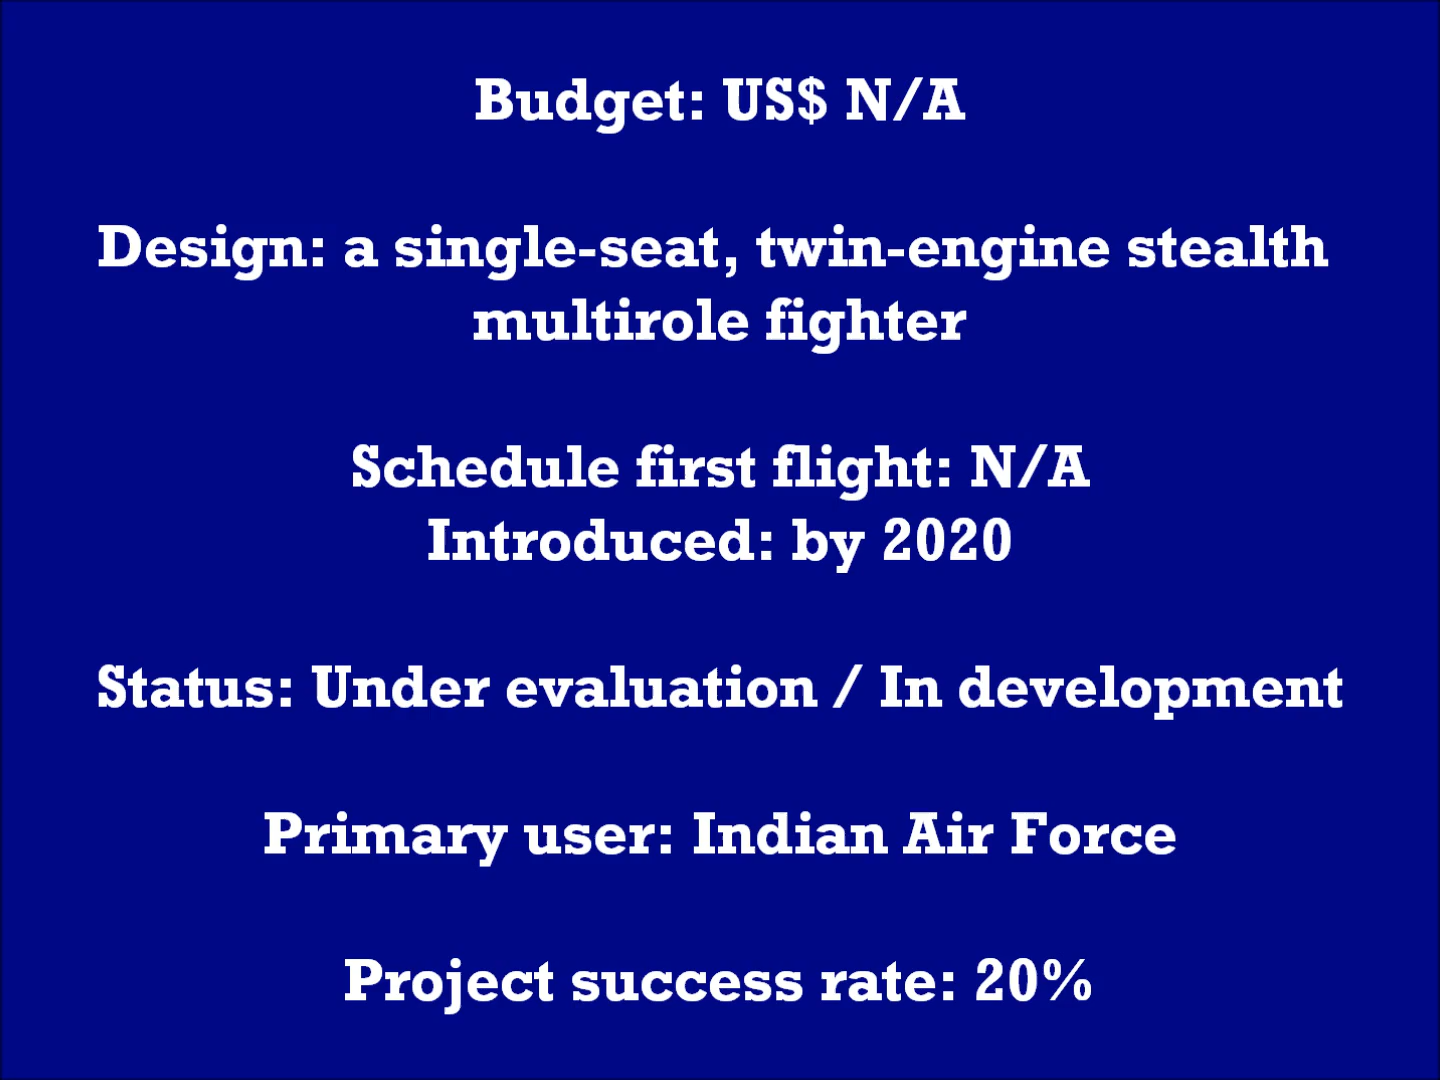 Budget: US$ N/A
Design: a single-seat, twin-engine stealth
multirole fighter
Schedule first flight: N/A
Introduced: by 2020
Status: Under evaluation / In development
Primary user: Indian Air Force
Project success rate: 20%